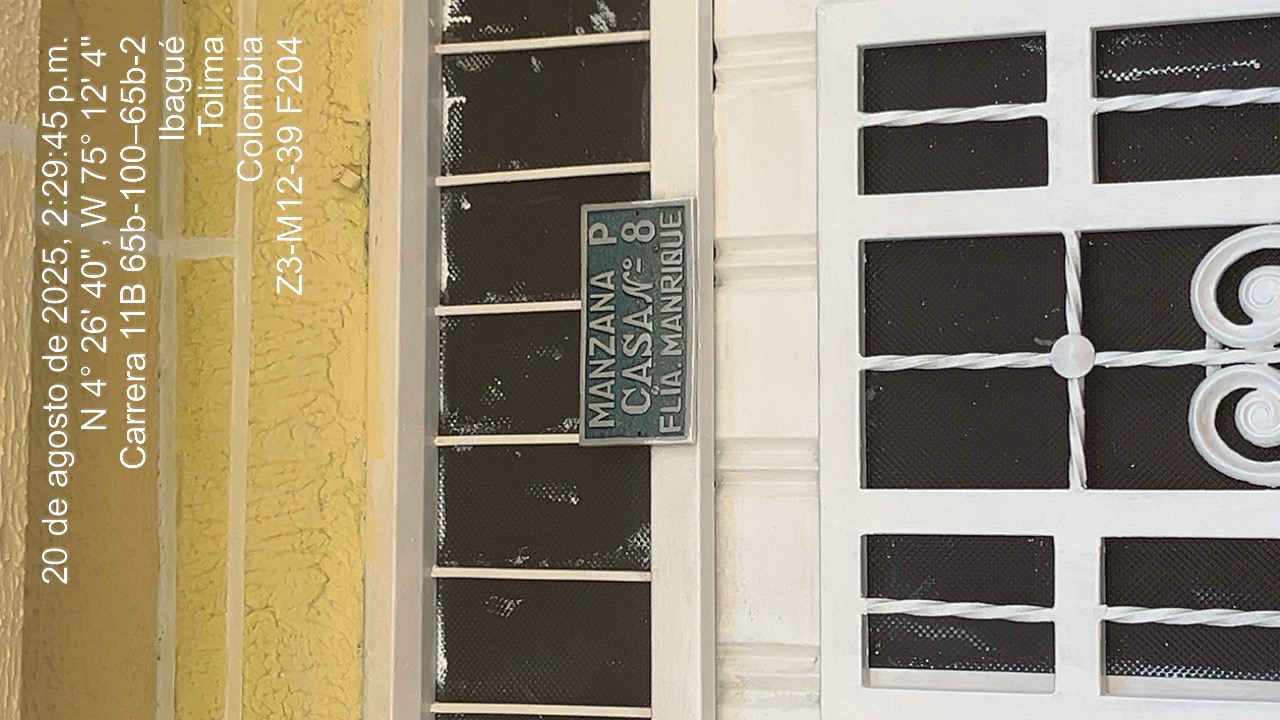 20 de agosto de 2025, 2:29:45 p.m.
N 4° 26' 40", W 75° 12' 4"
Carrera 11B 65b-100–65b-2
Ibagué
Tolima
Colombia
Z3-M12-39 F204
MANZANA P
CASA Nº 8
FLIA. MANRIQUE